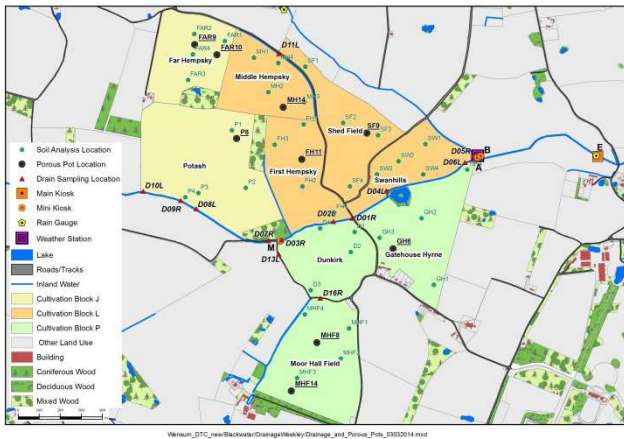 FAR2
FAR9
FAR1
FAR10
FAR4
D11L
Far Hempsky
MH1
Middle Hempsky
SF1
FAR3
MH2
MH14
SF2
SF9
SF3
Shed Field
P1
P8
FH3
FH11
SW1
D05R
B
E
A
D06L
SW2
Potash
First Hempsky
SW3
SW4
Swanhills
D10L
P4
P3
P2
FH2
SF4
D04L
D09R
D08L
D01R
GH2
D07R
M
D03R
GH3
GH6
D13L
Dunkirk
D2
Gatehouse Hyrne
D3
D16R
GH1
MHF4
MHF1
MHF8
Moor Hall Field
MHF3
MHF14
Soil Analysis Location
Porous Pot Location
Drain Sampling Location
Main Kiosk
Mini Kiosk
Rain Gauge
Weather Station
Lake
Roads/Tracks
Inland Water
Cultivation Block J
Cultivation Block L
Cultivation Block P
Other Land Use
Building
Coniferous Wood
Deciduous Wood
Mixed Wood
Wensum_DTC_new/Blackwater/DrainageWeekley/Drainage_and_Porous_Pots_03032014.mxd